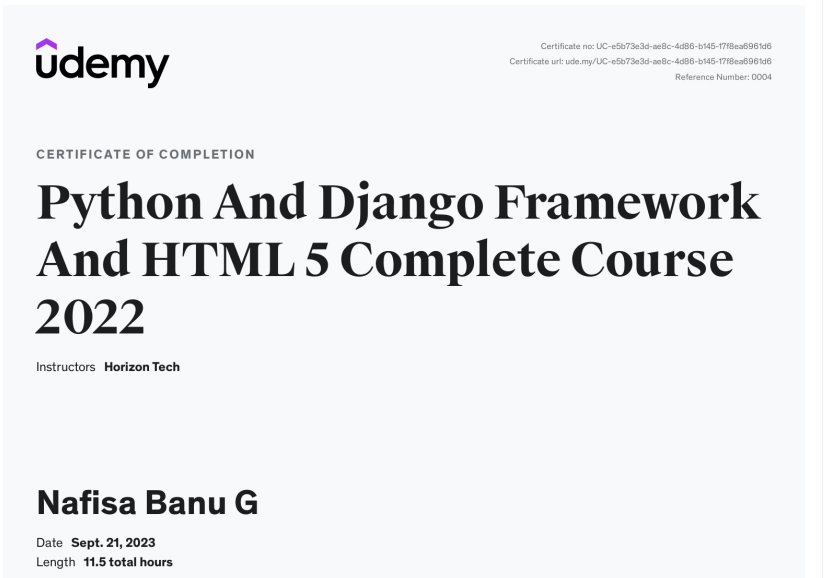 udemy
Certificate no: UC-e5b73e3d-ae8c-4d86-b145-17f8ea6961d6
Certificate url: ude.my/UC-e5b73e3d-ae8c-4d86-b145-17f8ea6961d6
Reference Number: 0004
CERTIFICATE OF COMPLETION
Python And Django Framework
And HTML 5 Complete Course
2022
Instructors Horizon Tech
Nafisa Banu G
Date Sept. 21, 2023
Length 11.5 total hours